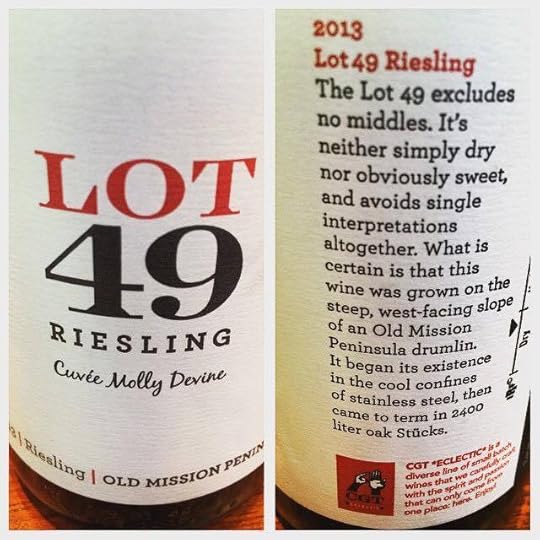 LOT
49
RIESLING
Cuvée Molly Devine
3 | Riesling | OLD MISSION PENIN
2013
Lot 49 Riesling
The Lot 49 excludes
no middles. It's
neither simply dry
nor obviously sweet,
and avoids single
interpretations
altogether. What is
certain is that this
wine was grown on the
steep, west-facing slope
of an Old Mission
Peninsula drumlin.
It began its existence
in the cool confines
of stainless steel, then
came to term in 2400
liter oak Stücks.
Dry
CGT
CGT *ECLECTIC* is a
diverse line of small batch
wines that we carefully craft
with the spirit and passion
that can only come from
one place: here. Enjoy!